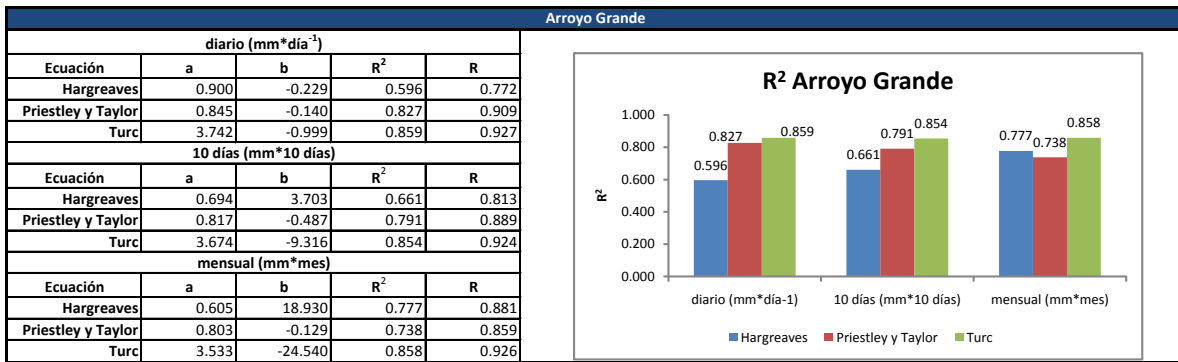 Arroyo Grande
diario (mm*día-1)
Ecuación a b R2 R
Hargreaves 0.900 -0.229 0.596 0.772
Priestley y Taylor 0.845 -0.140 0.827 0.909
Turc 3.742 -0.999 0.859 0.927
10 días (mm*10 días)
Ecuación a b R2 R
Hargreaves 0.694 3.703 0.661 0.813
Priestley y Taylor 0.817 -0.487 0.791 0.889
Turc 3.674 -9.316 0.854 0.924
mensual (mm*mes)
Ecuación a b R2 R
Hargreaves 0.605 18.930 0.777 0.881
Priestley y Taylor 0.803 -0.129 0.738 0.859
Turc 3.533 -24.540 0.858 0.926
R2 Arroyo Grande
R2
1.000
0.800
0.600
0.400
0.200
0.000
0.596 0.827 0.859
0.661 0.791 0.854
0.777 0.738 0.858
diario (mm*día-1) 10 días (mm*10 días) mensual (mm*mes)
Hargreaves Priestley y Taylor Turc